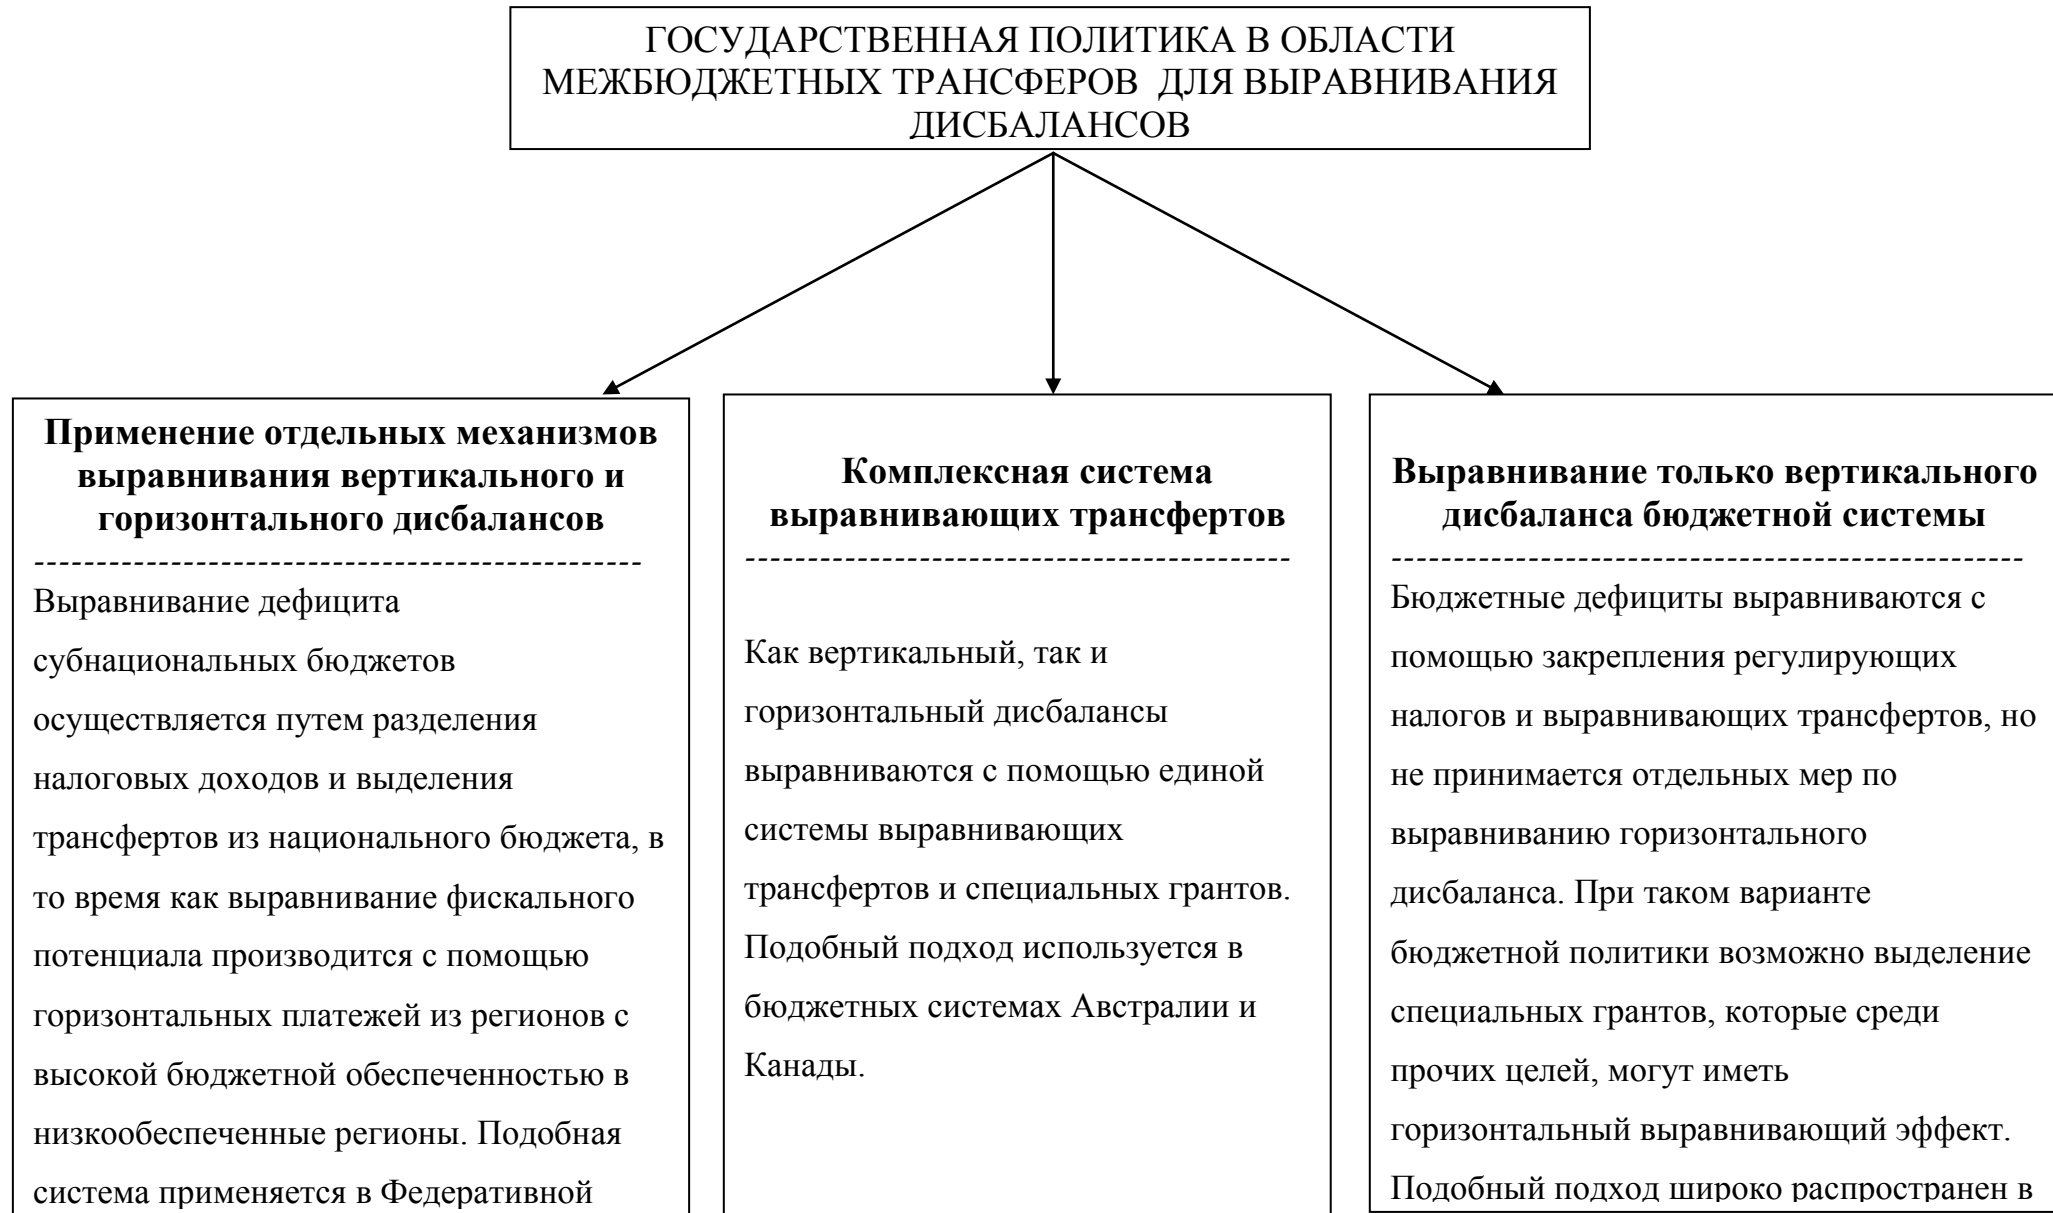 ГОСУДАРСТВЕННАЯ ПОЛИТИКА В ОБЛАСТИ
МЕЖБЮДЖЕТНЫХ ТРАНСФЕРОВ ДЛЯ ВЫРАВНИВАНИЯ
ДИСБАЛАНСОВ
Применение отдельных механизмов
выравнивания вертикального и
горизонтального дисбалансов
------------------------------------------------
Выравнивание дефицита
субнациональных бюджетов
осуществляется путем разделения
налоговых доходов и выделения
трансфертов из национального бюджета, в
то время как выравнивание фискального
потенциала производится с помощью
горизонтальных платежей из регионов с
высокой бюджетной обеспеченностью в
низкообеспеченные регионы. Подобная
система применяется в Федеративной
Комплексная система
выравнивающих трансфертов
-------------------------------------------
Как вертикальный, так и
горизонтальный дисбалансы
выравниваются с помощью единой
системы выравнивающих
трансфертов и специальных грантов.
Подобный подход используется в
бюджетных системах Австралии и
Канады.
Выравнивание только вертикального
дисбаланса бюджетной системы
--------------------------------------------------
Бюджетные дефициты выравниваются с
помощью закрепления регулирующих
налогов и выравнивающих трансфертов, но
не принимается отдельных мер по
выравниванию горизонтального
дисбаланса. При таком варианте
бюджетной политики возможно выделение
специальных грантов, которые среди
прочих целей, могут иметь
горизонтальный выравнивающий эффект.
Подобный подход широко распространен в